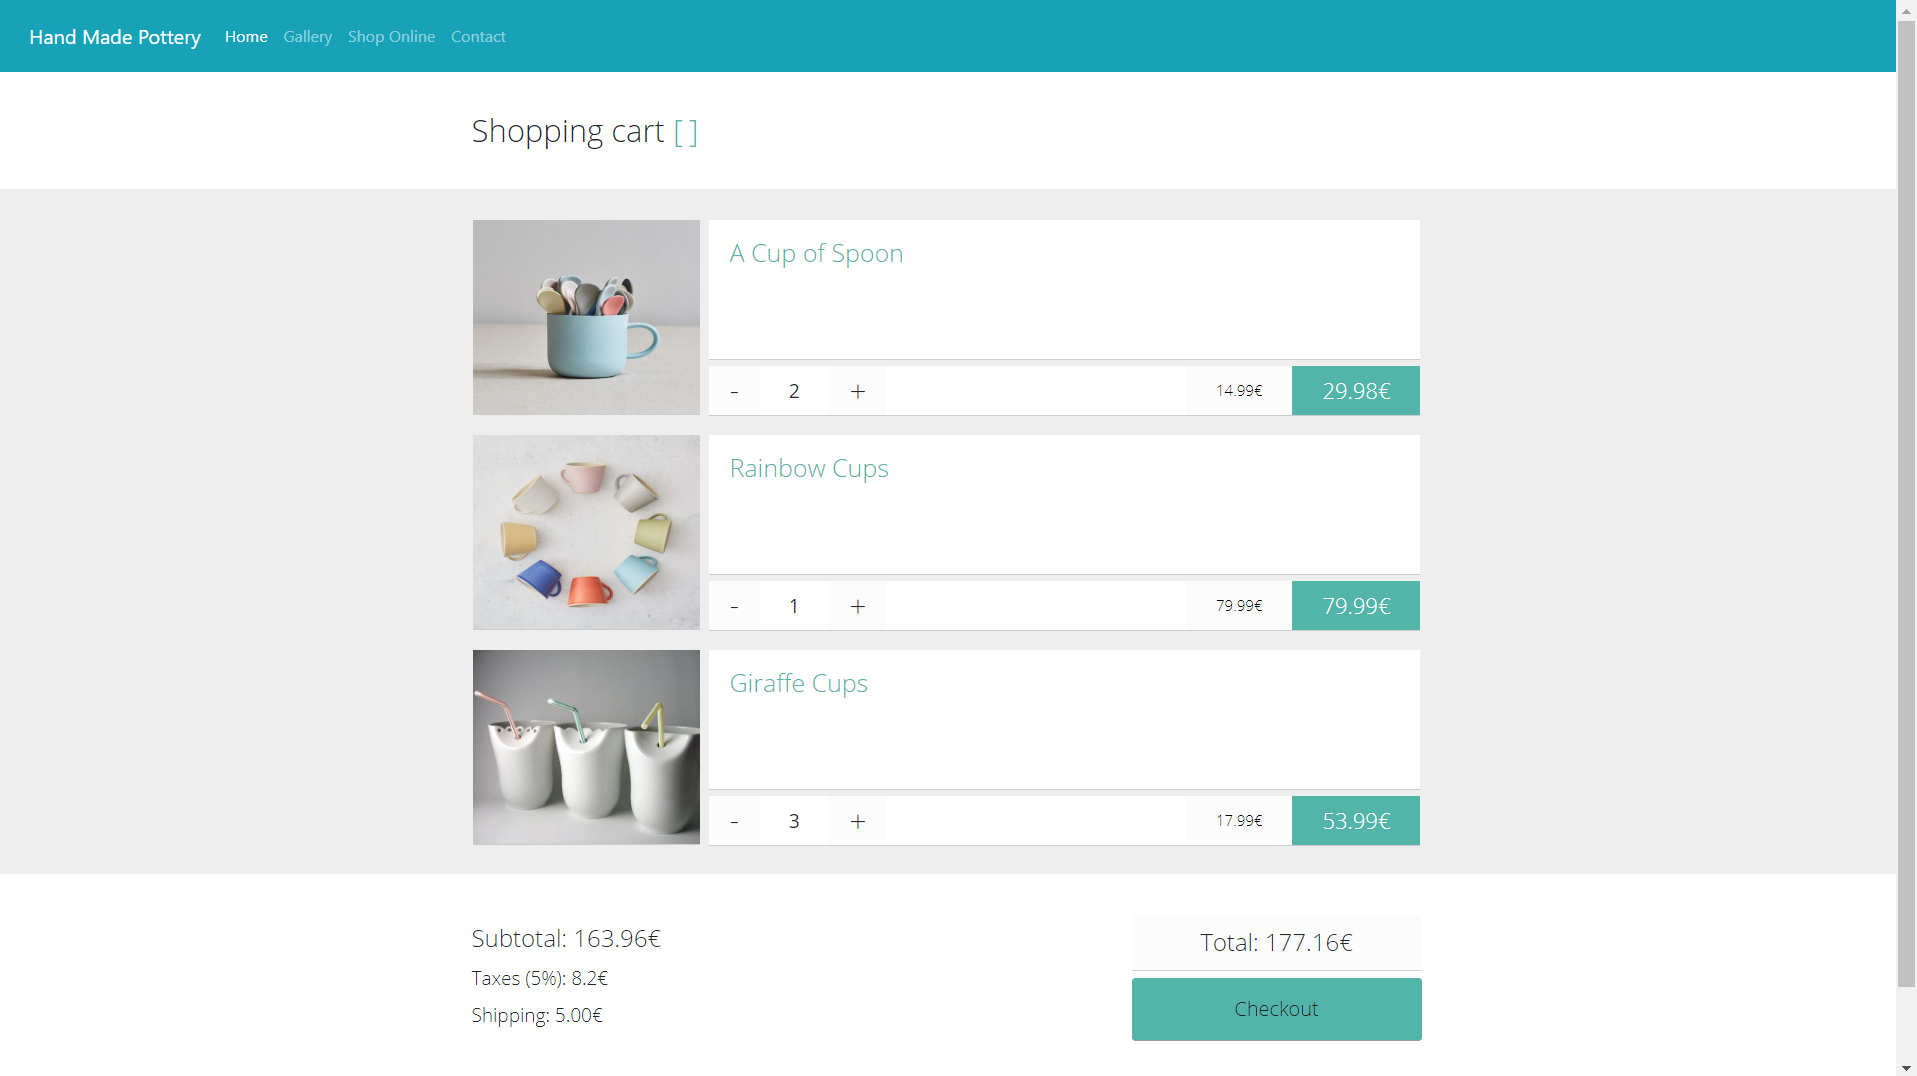 Hand Made Pottery Home Gallery Shop Online Contact
Shopping cart [ ]
A Cup of Spoon
- 2 + 14.99€ 29.98€
Rainbow Cups
- 1 + 79.99€ 79.99€
Giraffe Cups
- 3 + 17.99€ 53.99€
Subtotal: 163.96€
Taxes (5%): 8.2€
Shipping: 5.00€
Total: 177.16€
Checkout